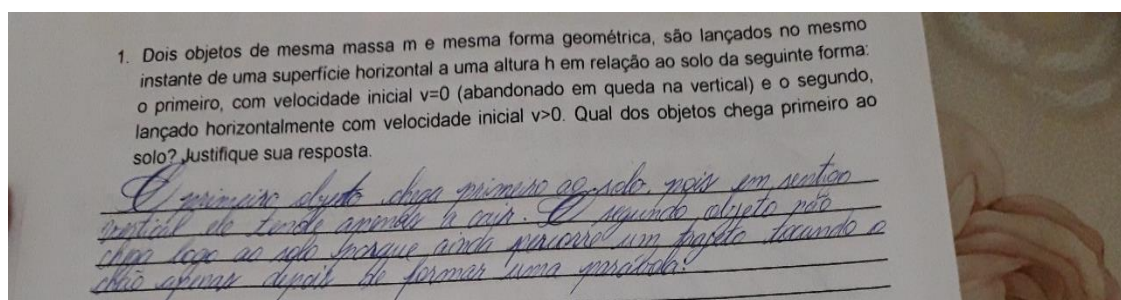 1. Dois objetos de mesma massa m e mesma forma geométrica, são lançados no mesmo
instante de uma superfície horizontal a uma altura h em relação ao solo da seguinte forma:
o primeiro, com velocidade inicial v=0 (abandonado em queda na vertical) e o segundo,
lançado horizontalmente com velocidade inicial v>0. Qual dos objetos chega primeiro ao
solo? Justifique sua resposta.
O primeiro objeto chega primeiro ao solo, pois em sentido
vertical ele tende apenas a cair. O segundo objeto não
chega logo ao solo porque ainda percorre um trajeto tocando o
chão apenas depois de formar uma parábola.